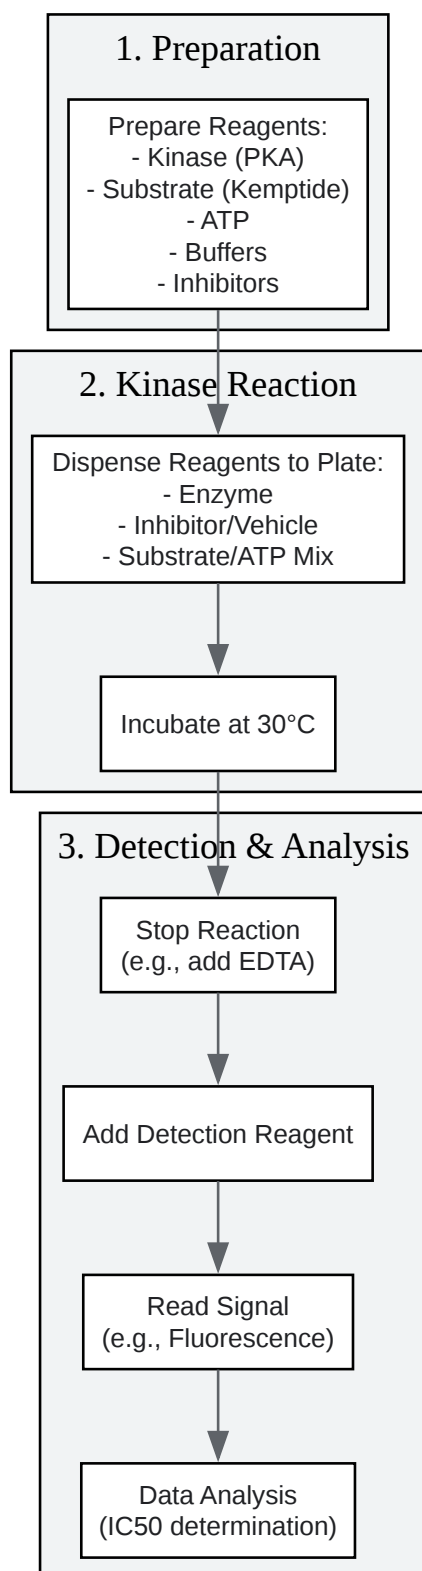 1. Preparation
Prepare Reagents:
- Kinase (PKA)
- Substrate (Kemptide)
- ATP
- Buffers
- Inhibitors
2. Kinase Reaction
Dispense Reagents to Plate:
- Enzyme
- Inhibitor/Vehicle
- Substrate/ATP Mix
Incubate at 30°C
3. Detection & Analysis
Stop Reaction
(e.g., add EDTA)
Add Detection Reagent
Read Signal
(e.g., Fluorescence)
Data Analysis
(IC50 determination)